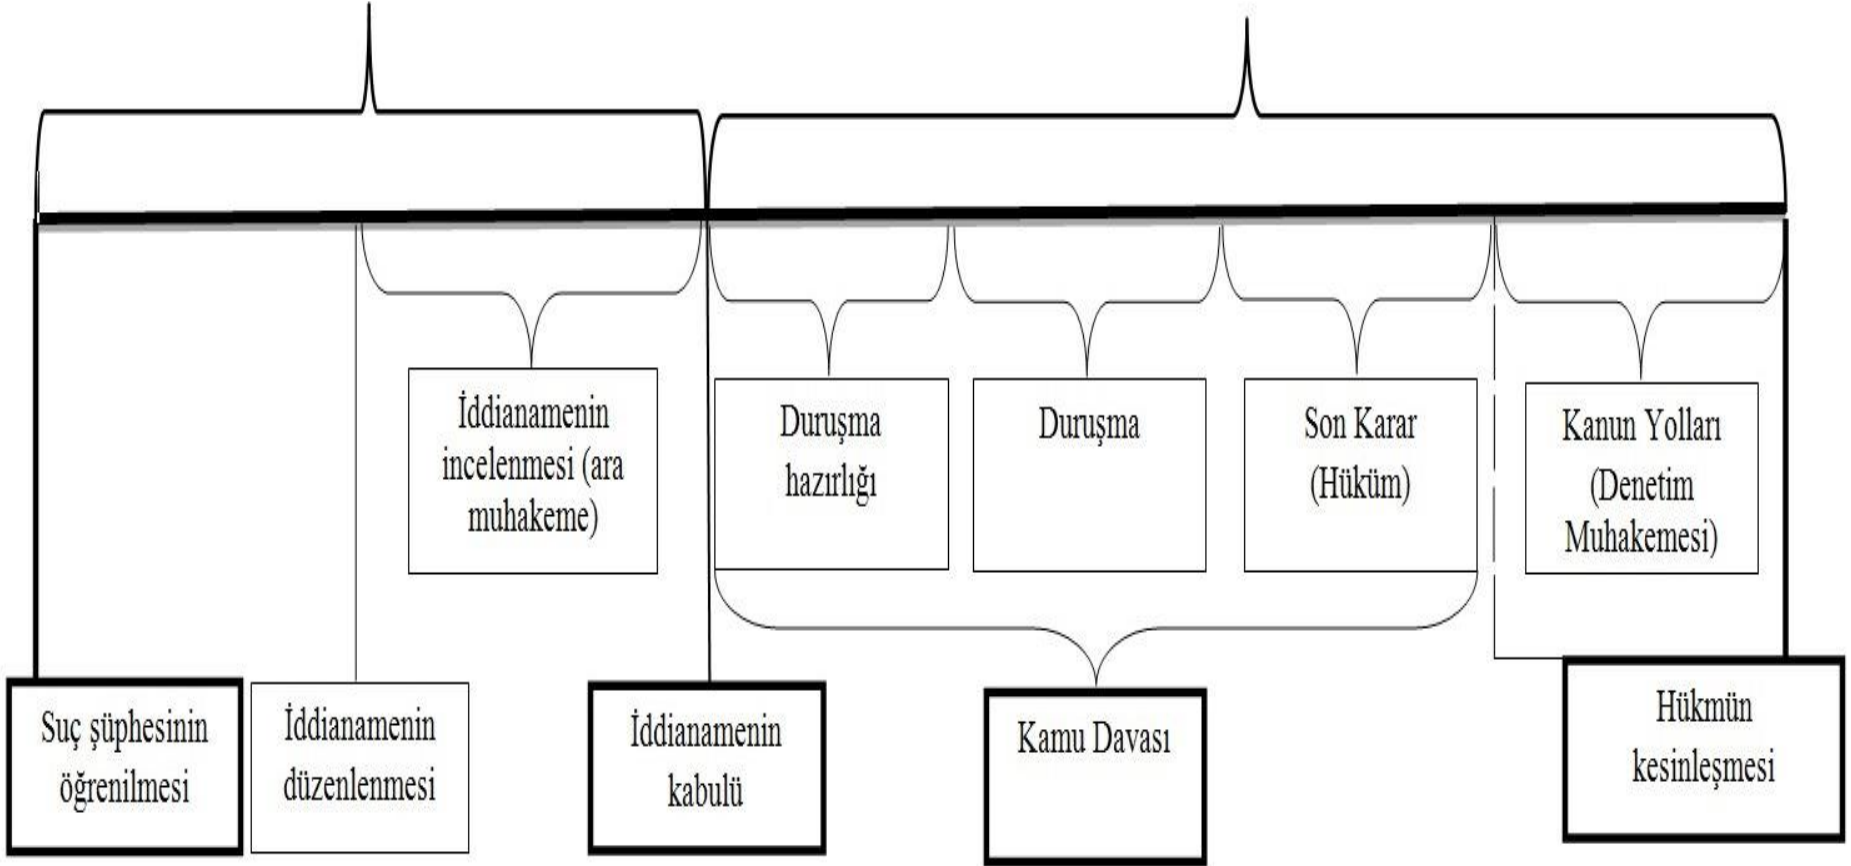 İddianamenin
incelenmesi (ara
muhakeme)
Duruşma
hazırlığı
Duruşma
Son Karar
(Hüküm)
Kanun Yolları
(Denetim
Muhakemesi)
Suç şüphesinin
öğrenilmesi
İddianamenin
düzenlenmesi
İddianamenin
kabulü
Kamu Davası
Hükmün
kesinleşmesi